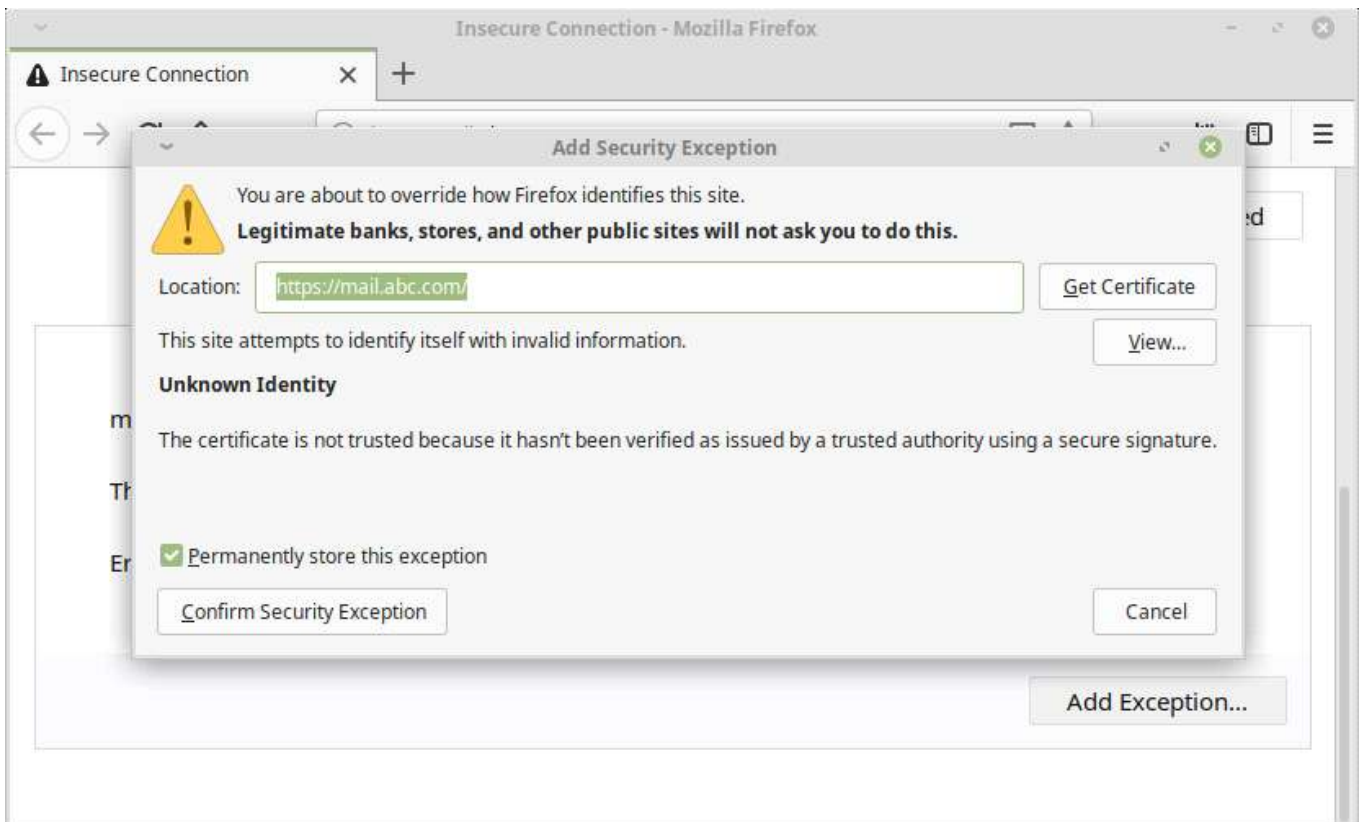 Insecure Connection - Mozilla Firefox
Insecure Connection
Add Security Exception
You are about to override how Firefox identifies this site.
Legitimate banks, stores, and other public sites will not ask you to do this.
Location: https://mail.abc.com/ Get Certificate
This site attempts to identify itself with invalid information. View...
Unknown Identity
The certificate is not trusted because it hasn't been verified as issued by a trusted authority using a secure signature.
Permanently store this exception
Confirm Security Exception Cancel
Add Exception...